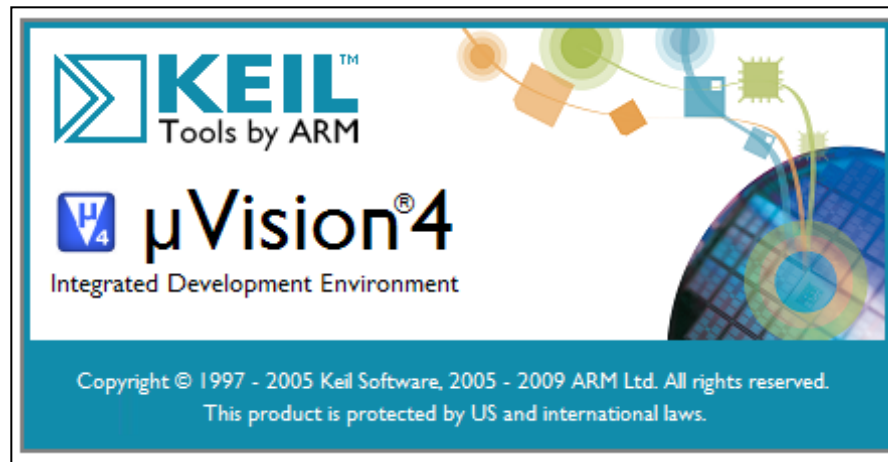 KEIL™
Tools by ARM
µ 4
µVision®4
Integrated Development Environment
Copyright © 1997 - 2005 Keil Software, 2005 - 2009 ARM Ltd. All rights reserved.
This product is protected by US and international laws.